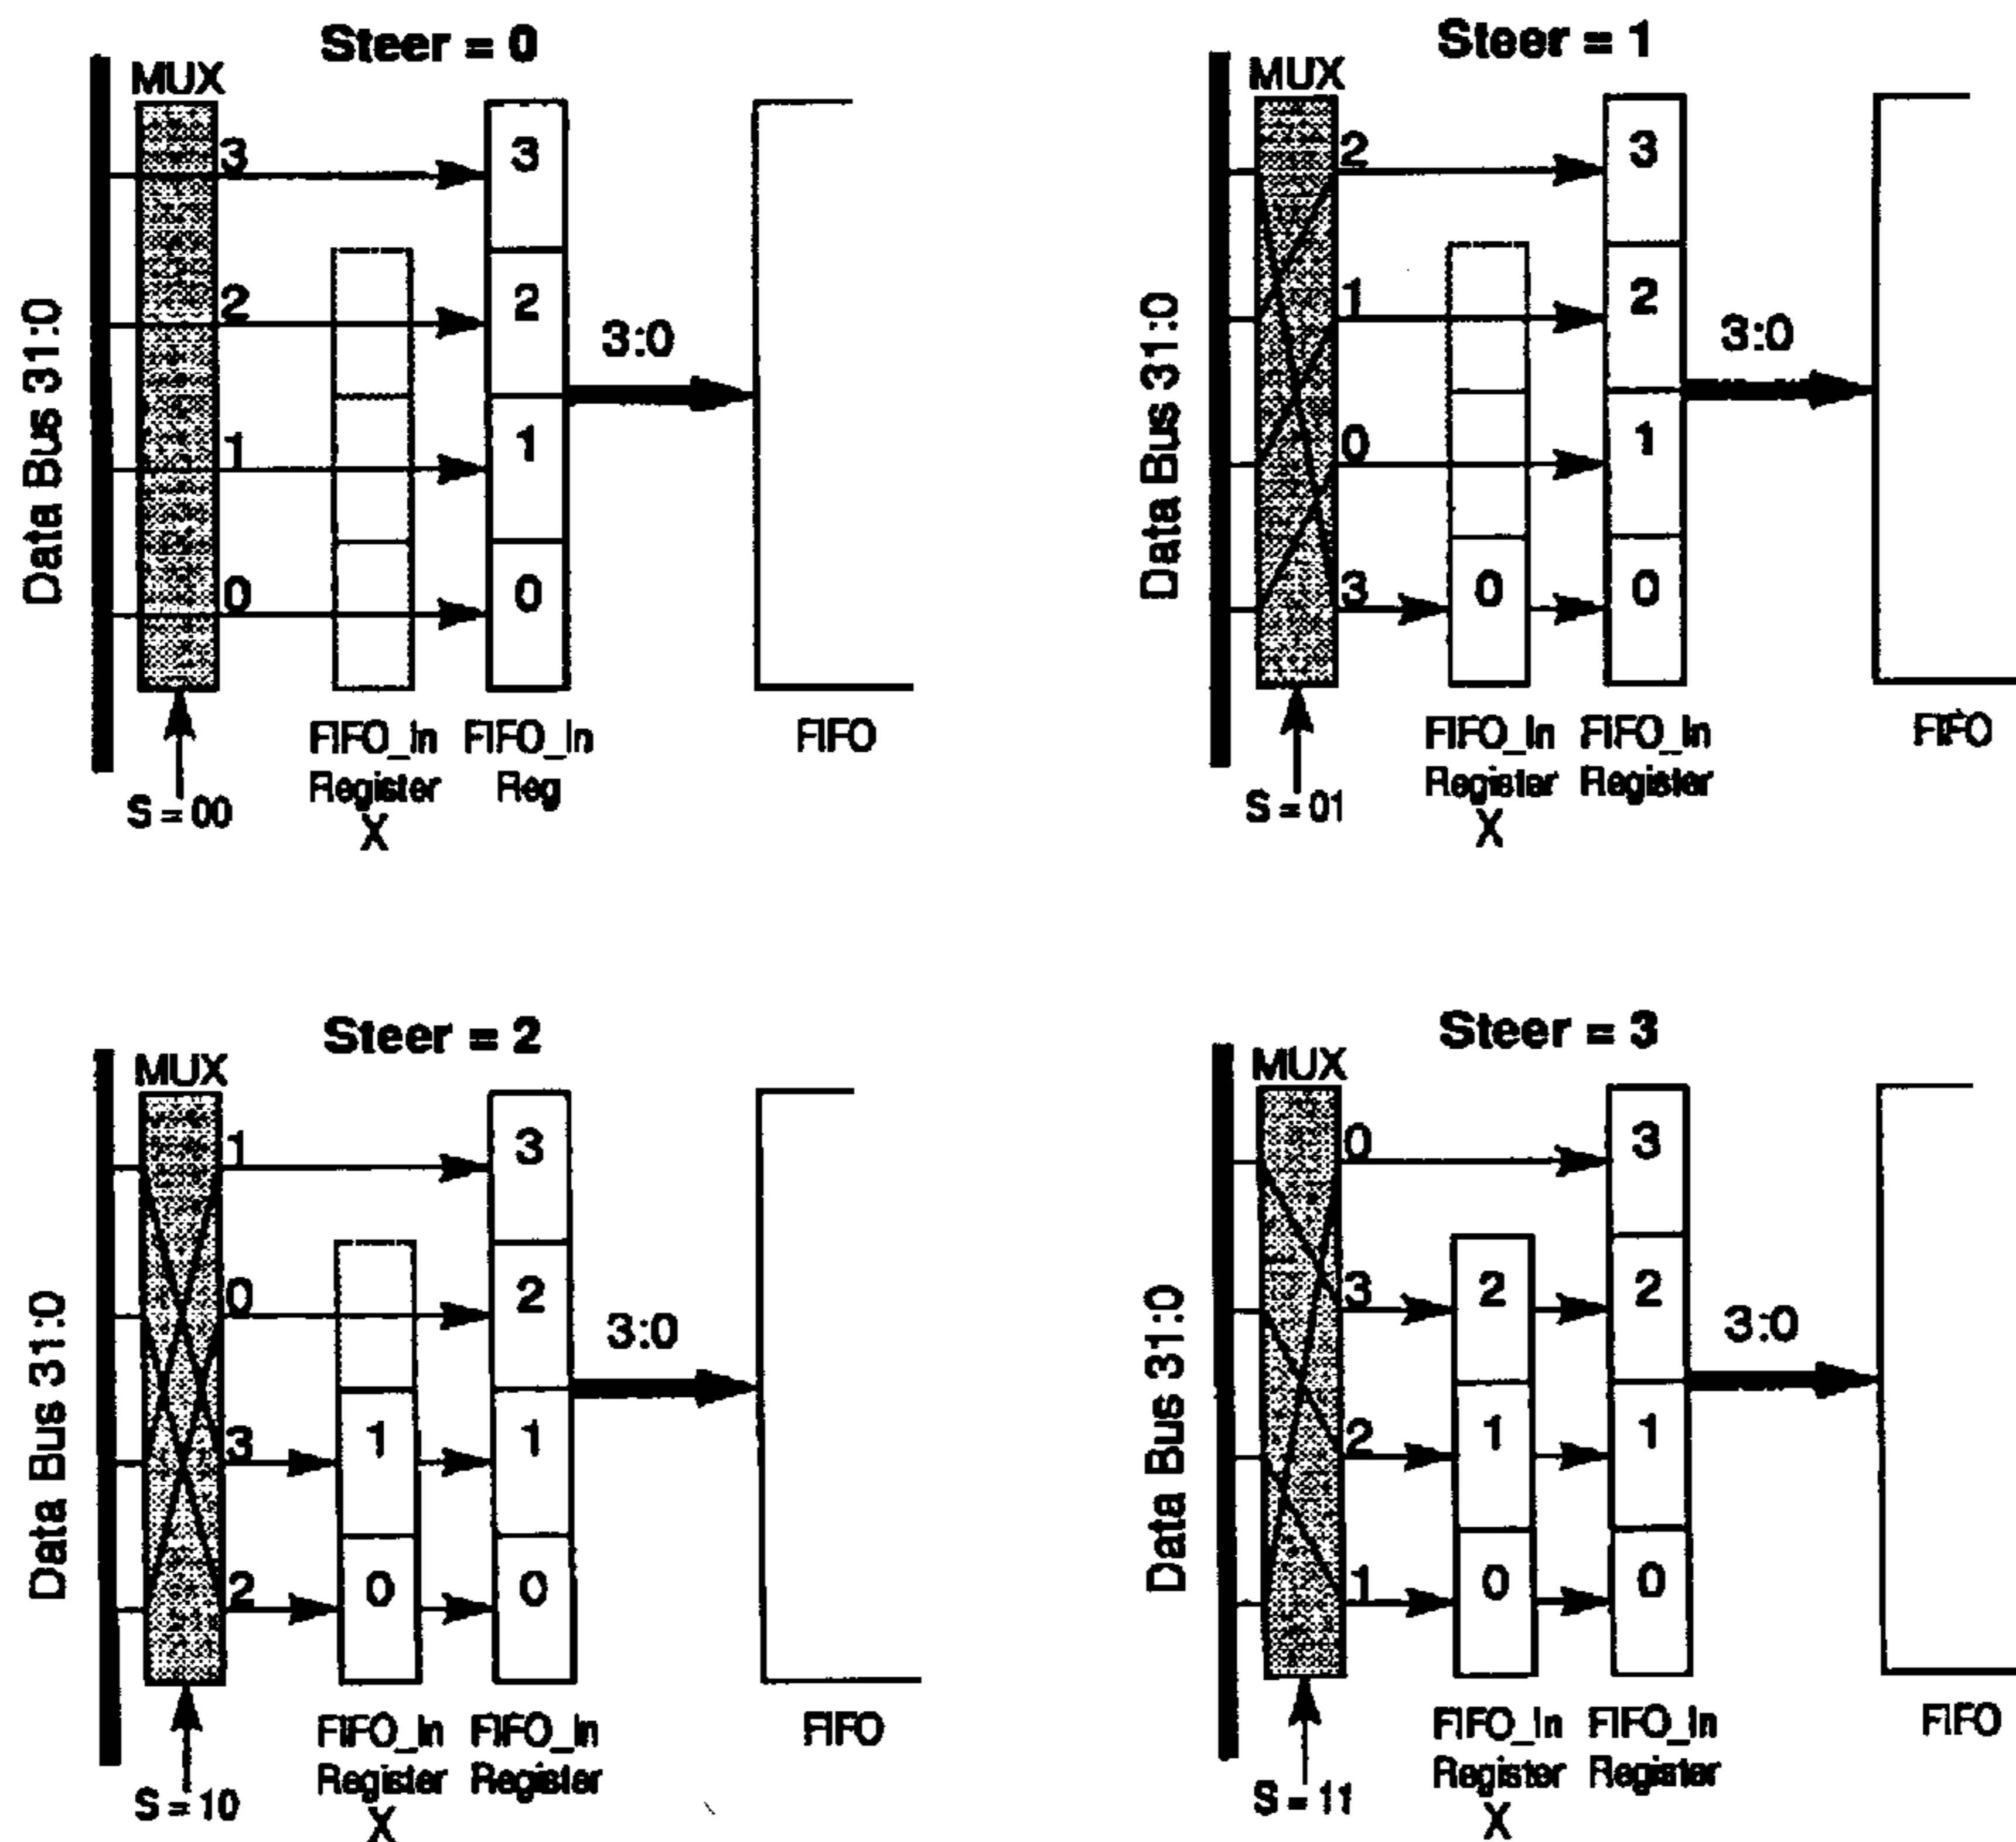 Steer = 0
MUX
Data Bus 31:0
3
2
1
0
3
2
1
0
3:0
S = 00
FIFO_In
Register
X
FIFO_In
Reg
FIFO
Steer = 1
MUX
Data Bus 31:0
2
1
0
3
0
3
2
1
0
3:0
S = 01
FIFO_In
Register
X
FIFO_In
Register
FIFO
Steer = 2
MUX
Data Bus 31:0
1
0
3
2
1
0
3
2
1
0
3:0
S = 10
FIFO_In
Register
X
FIFO_In
Register
FIFO
Steer = 3
MUX
Data Bus 31:0
0
3
2
1
2
1
0
3
2
1
0
3:0
S = 11
FIFO_In
Register
X
FIFO_In
Register
FIFO